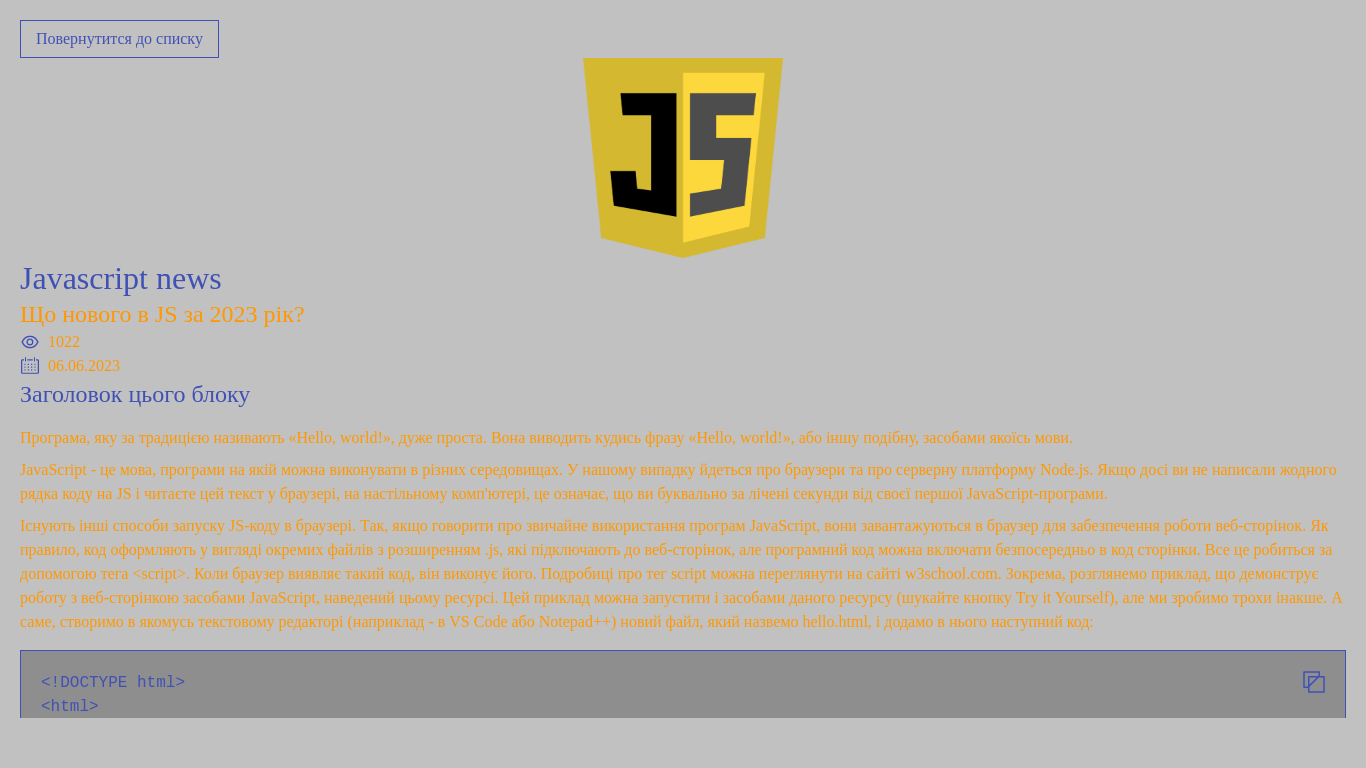 Повернутится до списку
JS
Javascript news
Що нового в JS за 2023 рік?
1022
06.06.2023
Заголовок цього блоку
Програма, яку за традицією називають «Hello, world!», дуже проста. Вона виводить кудись фразу «Hello, world!», або іншу подібну, засобами якоїсь мови.
JavaScript - це мова, програми на якій можна виконувати в різних середовищах. У нашому випадку йдеться про браузери та про серверну платформу Node.js. Якщо досі ви не написали жодного
рядка коду на JS і читаєте цей текст у браузері, на настільному комп'ютері, це означає, що ви буквально за лічені секунди від своєї першої JavaScript-програми.
Існують інші способи запуску JS-коду в браузері. Так, якщо говорити про звичайне використання програм JavaScript, вони завантажуються в браузер для забезпечення роботи веб-сторінок. Як
правило, код оформляють у вигляді окремих файлів з розширенням .js, які підключають до веб-сторінок, але програмний код можна включати безпосередньо в код сторінки. Все це робиться за
допомогою тега <script>. Коли браузер виявляє такий код, він виконує його. Подробиці про тег script можна переглянути на сайті w3school.com. Зокрема, розглянемо приклад, що демонструє
роботу з веб-сторінкою засобами JavaScript, наведений цьому ресурсі. Цей приклад можна запустити і засобами даного ресурсу (шукайте кнопку Try it Yourself), але ми зробимо трохи інакше. А
саме, створимо в якомусь текстовому редакторі (наприклад - в VS Code або Notepad++) новий файл, який назвемо hello.html, і додамо в нього наступний код:
<!DOCTYPE html>
<html>